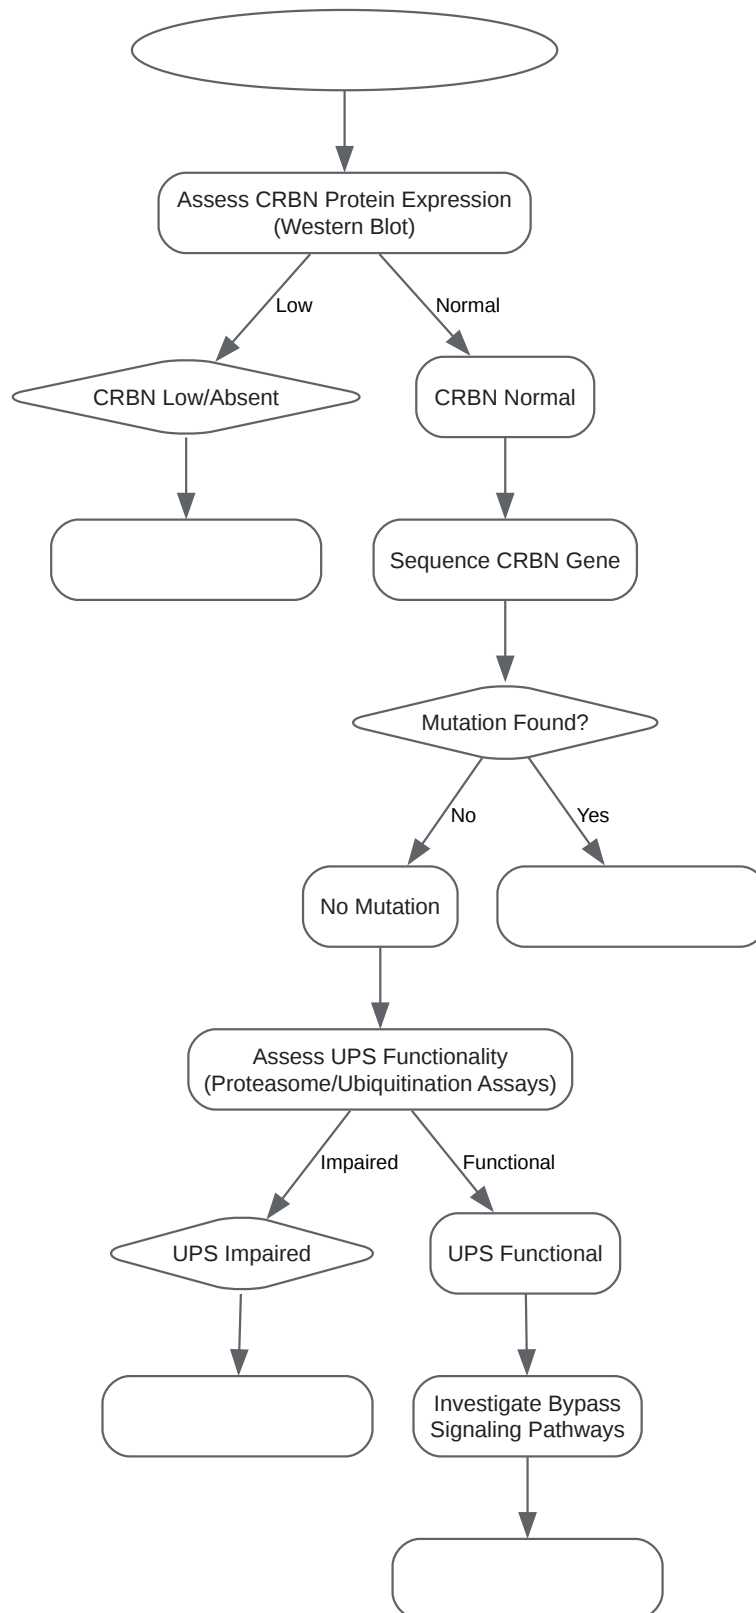 Assess CRBN Protein Expression
(Western Blot)
Low
Normal
CRBN Low/Absent
CRBN Normal
Sequence CRBN Gene
Mutation Found?
No
Yes
No Mutation
Assess UPS Functionality
(Proteasome/Ubiquitination Assays)
Impaired
Functional
UPS Impaired
UPS Functional
Investigate Bypass
Signaling Pathways